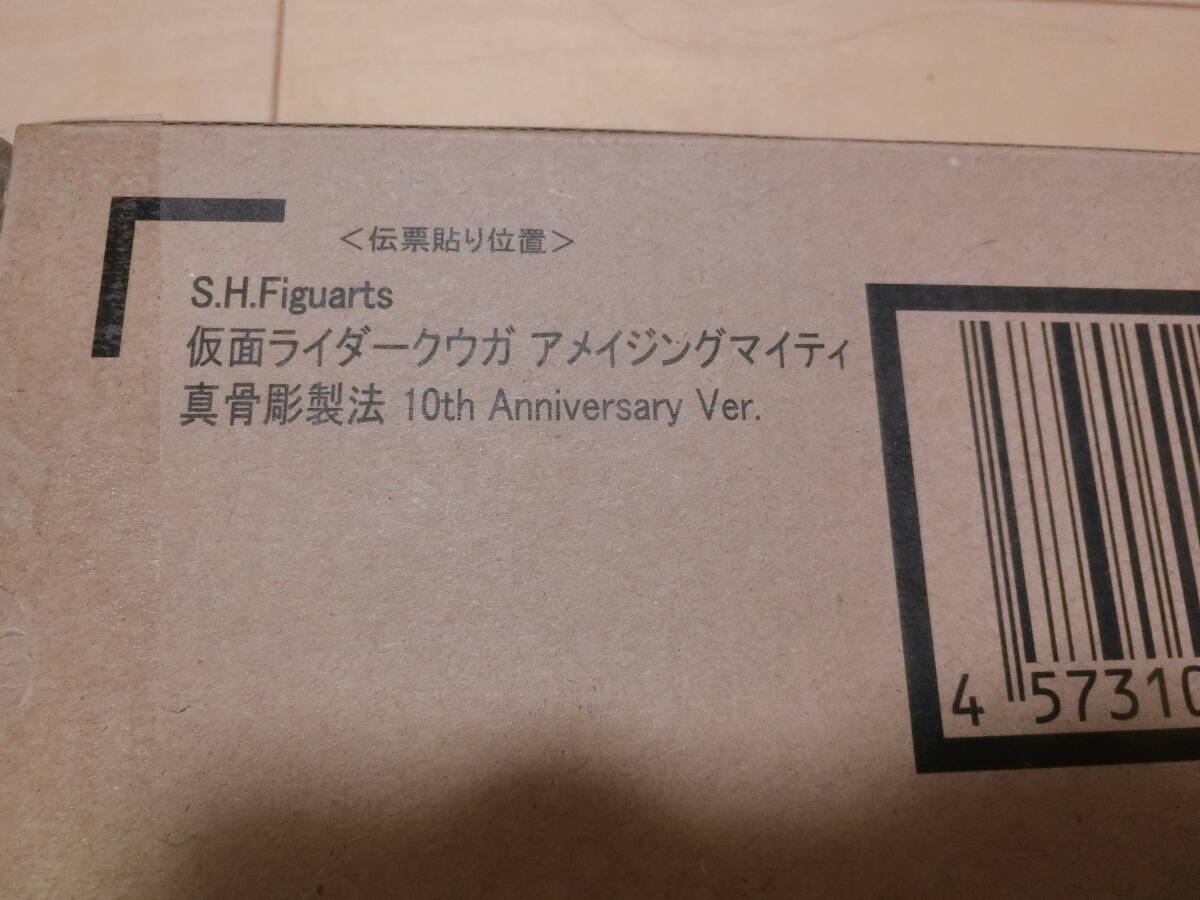 ＜伝票貼り位置＞
S.H.Figuarts
仮面ライダークウガ アメイジングマイティ
真骨彫製法 10th Anniversary Ver.
4 57310